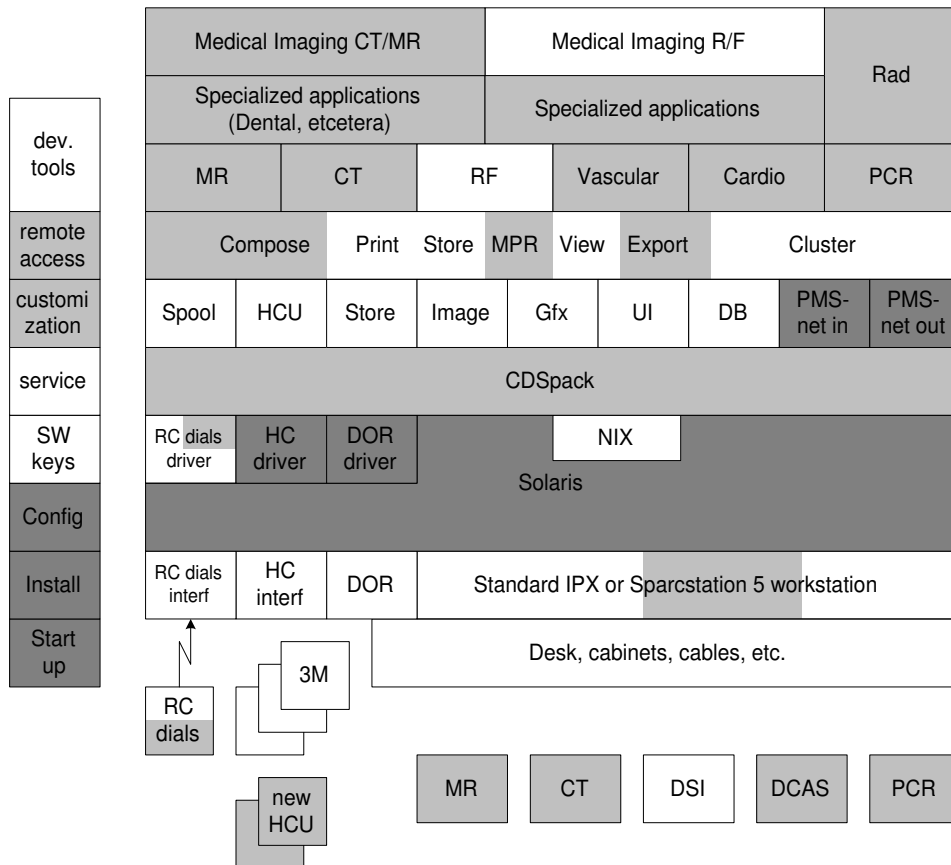 Medical Imaging CT/MR
Medical Imaging R/F
Rad
Specialized applications
(Dental, etcetera)
Specialized applications
dev.
tools
MR
CT
RF
Vascular
Cardio
PCR
remote
access
Compose
Print
Store
MPR
View
Export
Cluster
customi
zation
Spool
HCU
Store
Image
Gfx
UI
DB
PMS-
net in
PMS-
net out
service
CDSpack
SW
keys
RC dials
driver
HC
driver
DOR
driver
NIX
Solaris
Config
Install
RC dials
interf
HC
interf
DOR
Standard IPX or Sparcstation 5 workstation
Start
up
Desk, cabinets, cables, etc.
RC
dials
3M
new
HCU
MR
CT
DSI
DCAS
PCR